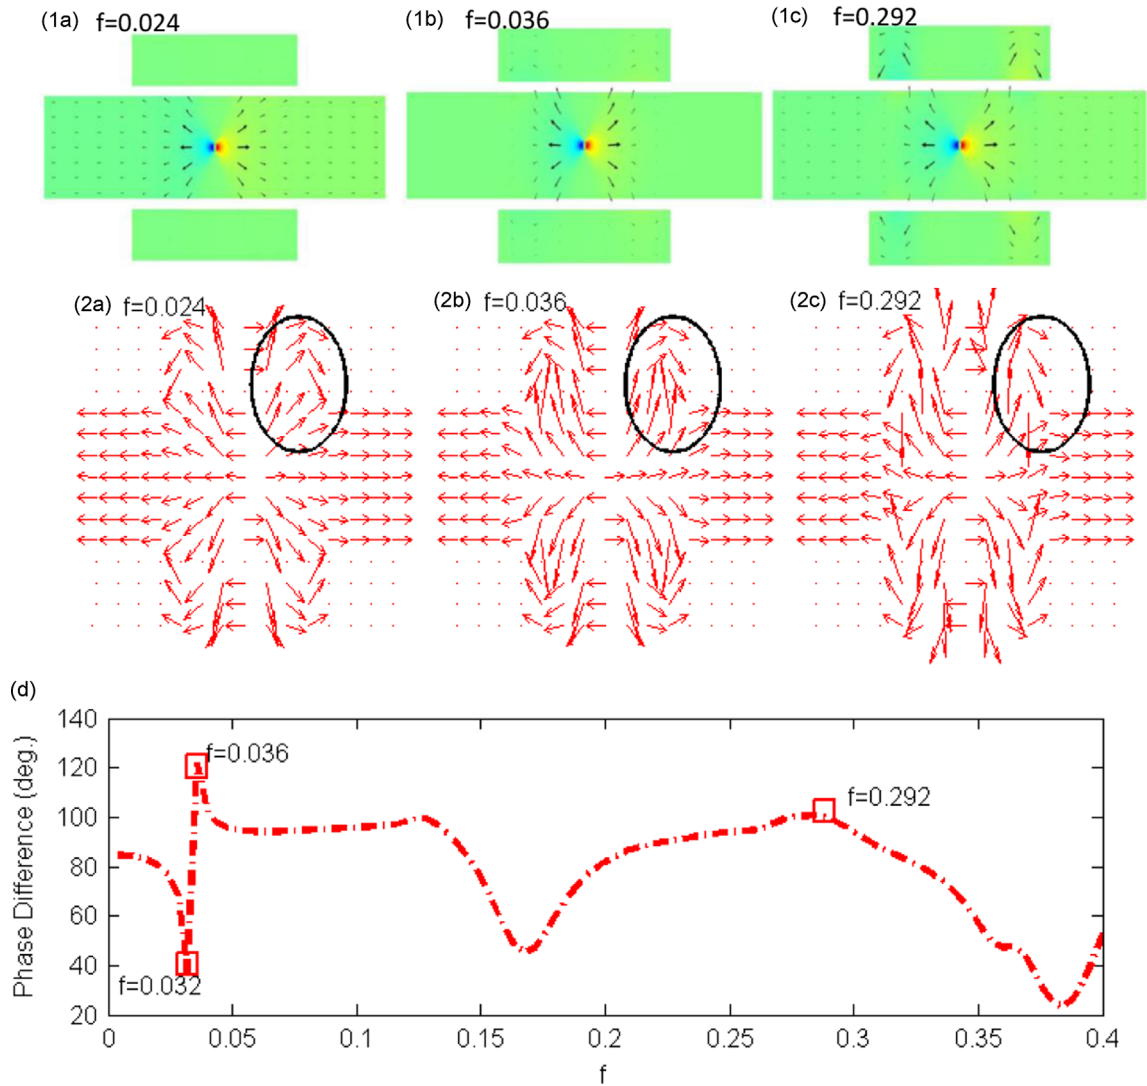 (1a) f=0.024
(1b) f=0.036
(1c) f=0.292
(2a) f=0.024
(2b) f=0.036
(2c) f=0.292
(d)
Phase Difference (deg.)
140
120
100
80
60
40
20
f=0.036
f=0.292
f=0.032
0
0.05
0.1
0.15
0.2
0.25
0.3
0.35
0.4
f